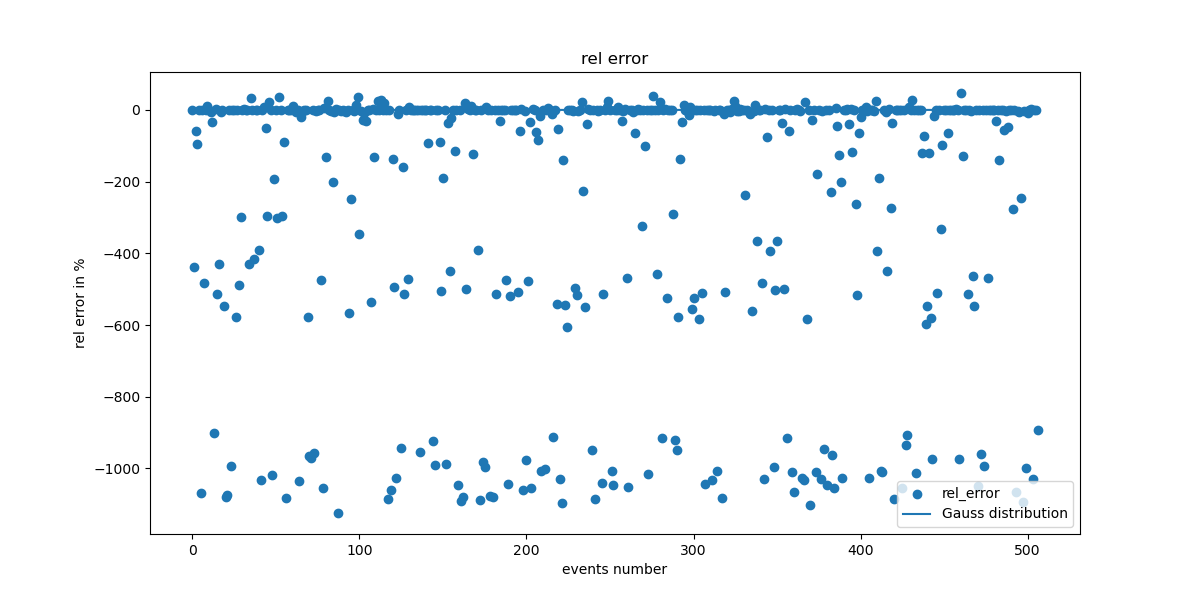 rel error
rel error in %
0
−200
−400
−600
−800
−1000
0
100
200
300
400
500
events number
rel_error
Gauss distribution